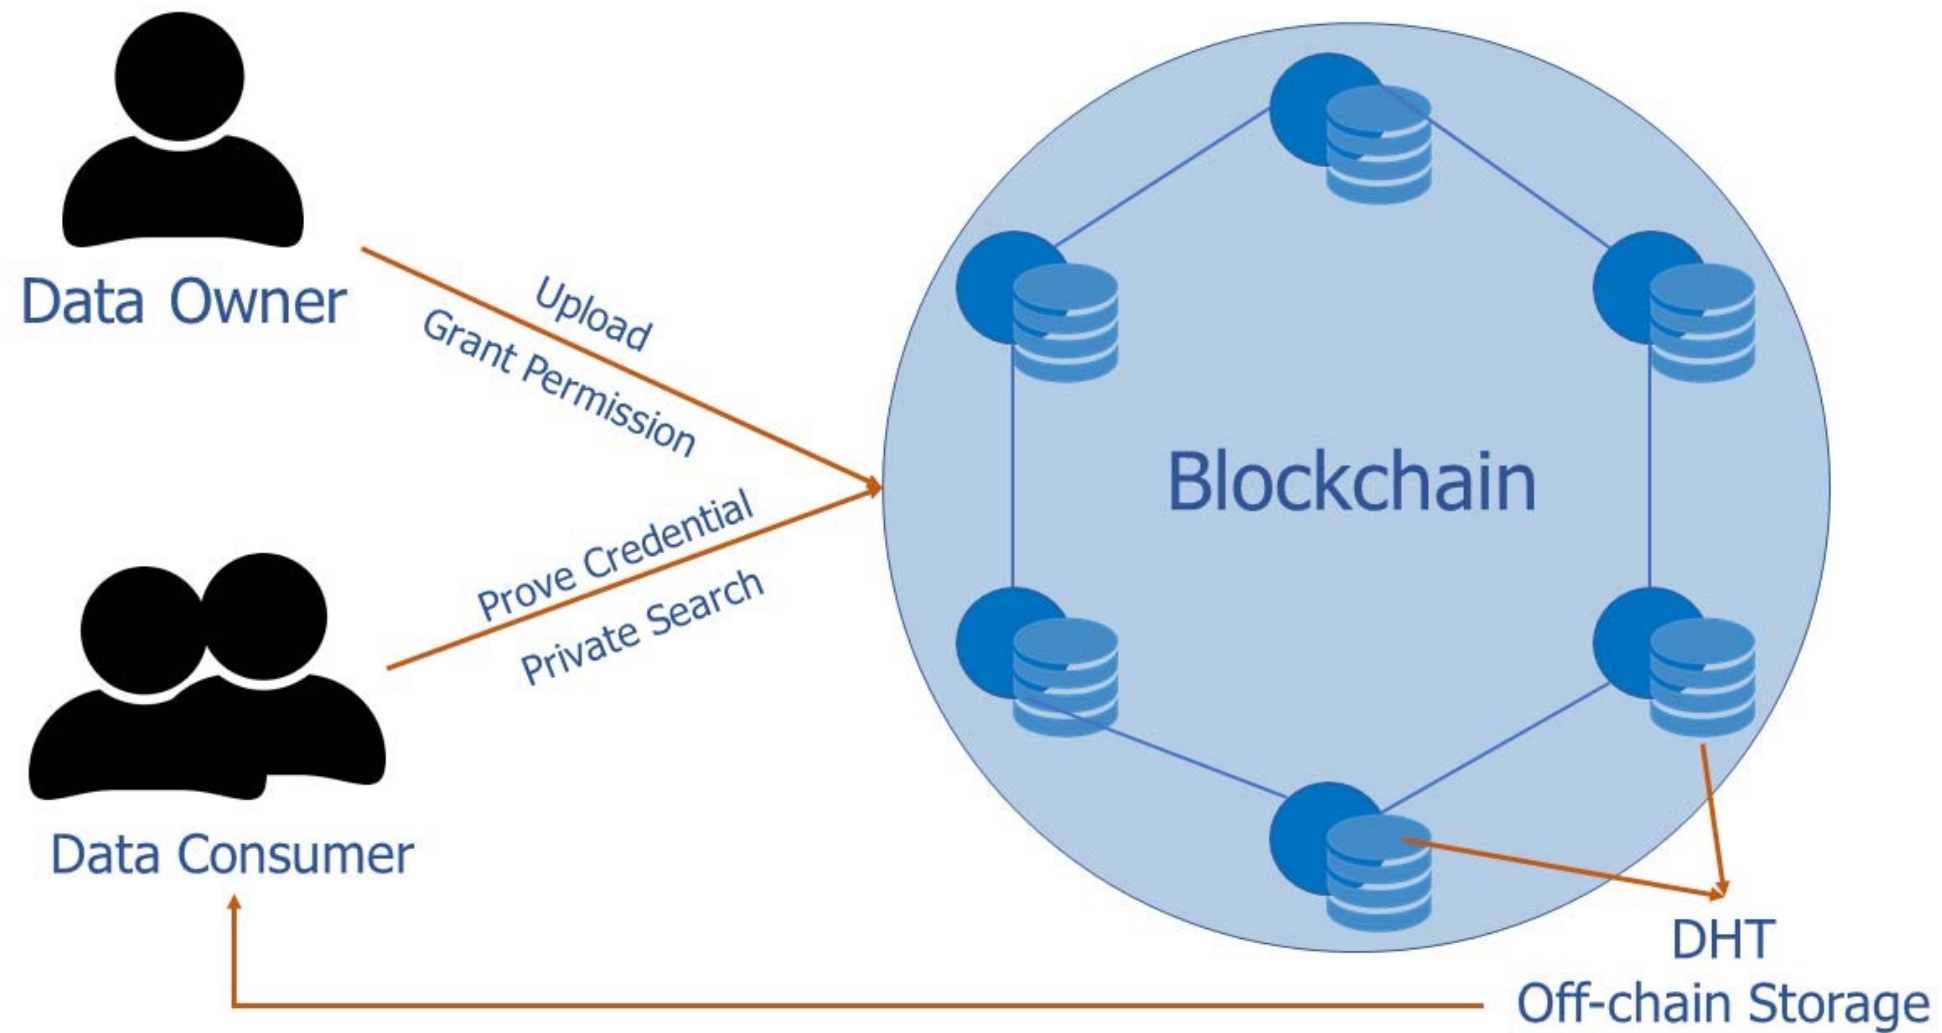 Data Owner
Upload
Grant Permission
Blockchain
Prove Credential
Private Search
Data Consumer
DHT
Off-chain Storage